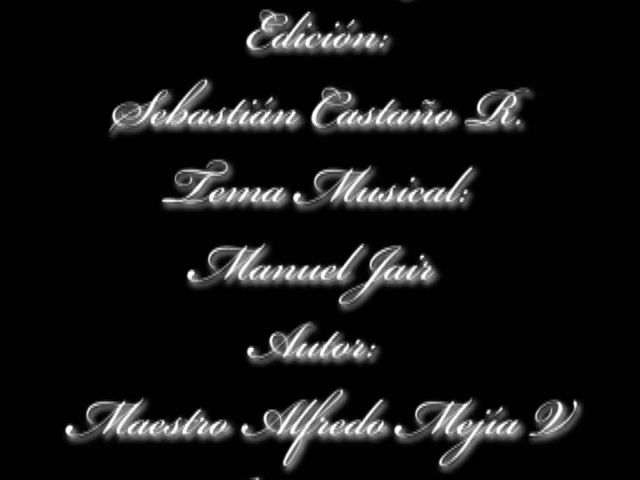 Edición:
Sebastián Castaño R.
Tema Musical:
Manuel Jair
Autor:
Maestro Alfredo Mejía V